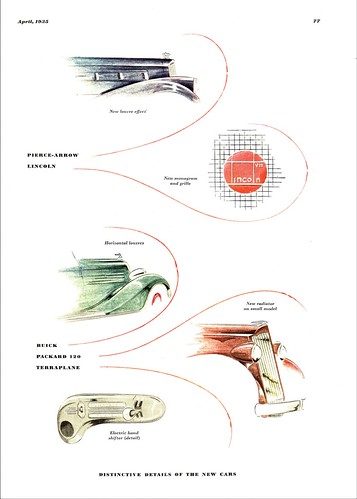 April, 1935
77
New louvre effect
PIERCE-ARROW
LINCOLN
New monogram
and grille
VIII
Lincoln
Horizontal louvres
New radiator
on small model
BUICK
PACKARD 120
TERRAPLANE
Electric hand
shifter (detail)
DISTINCTIVE DETAILS OF THE NEW CARS